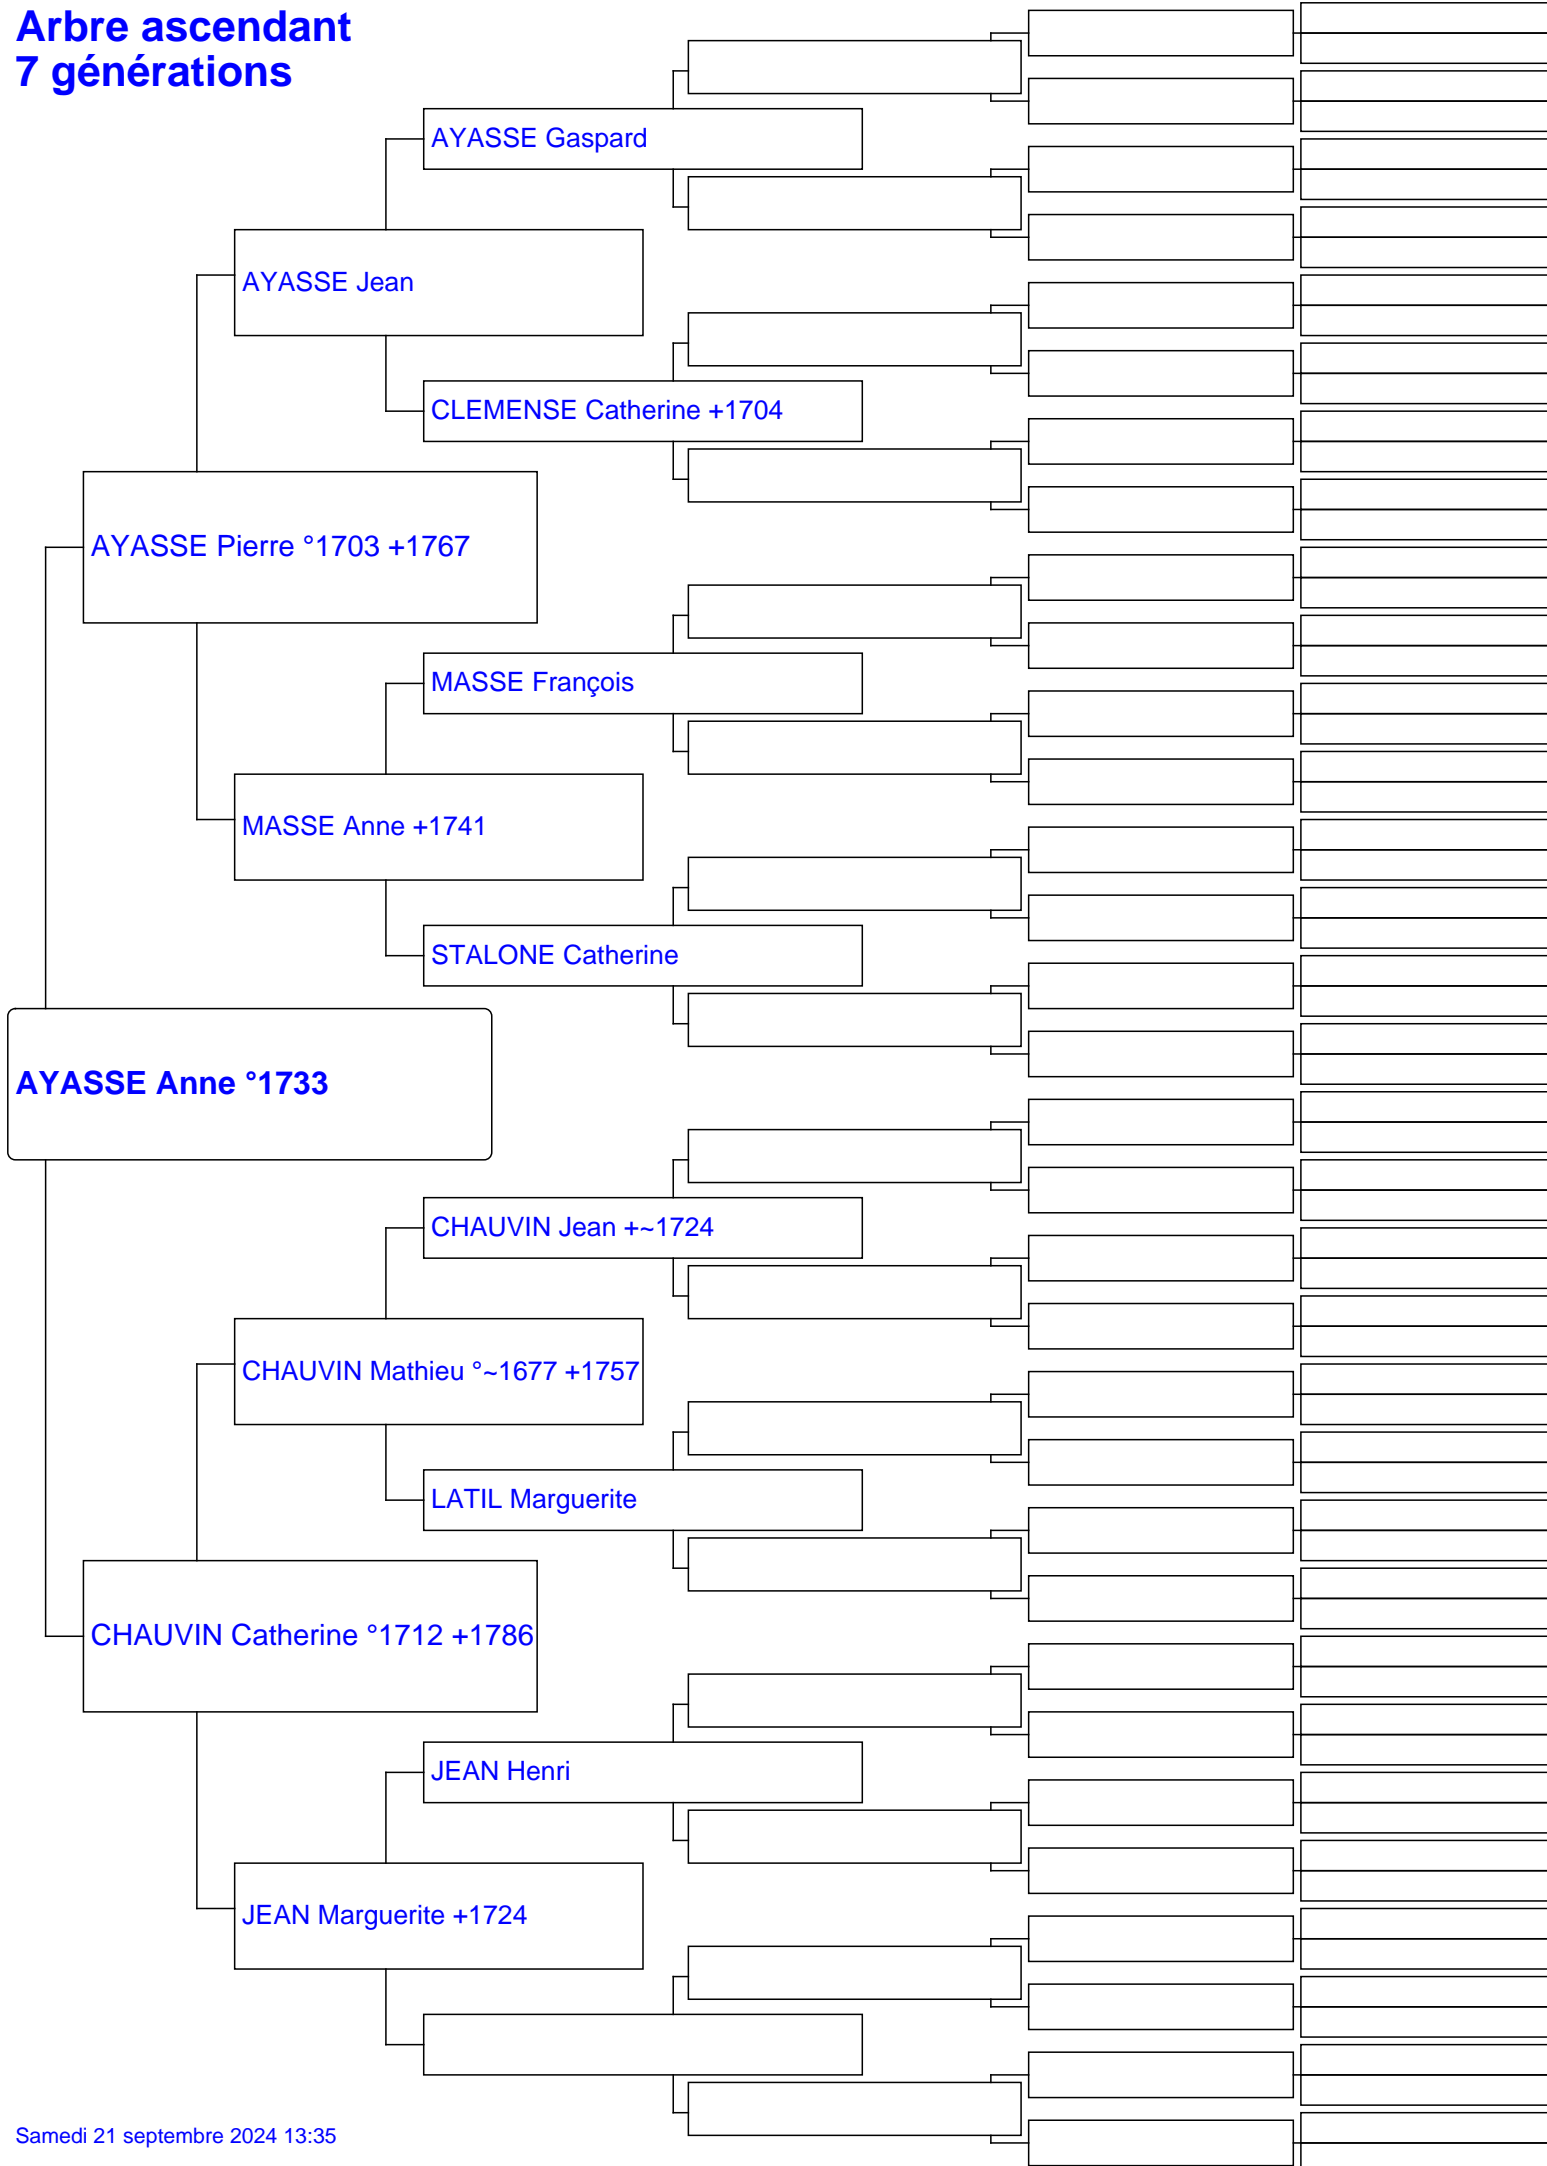 Arbre ascendant
7 générations
AYASSE Gaspard
AYASSE Jean
CLEMENSE Catherine +1704
AYASSE Pierre °1703 +1767
MASSE François
MASSE Anne +1741
STALONE Catherine
AYASSE Anne °1733
CHAUVIN Jean +~1724
CHAUVIN Mathieu °~1677 +1757
LATIL Marguerite
CHAUVIN Catherine °1712 +1786
JEAN Henri
JEAN Marguerite +1724
Samedi 21 septembre 2024 13:35